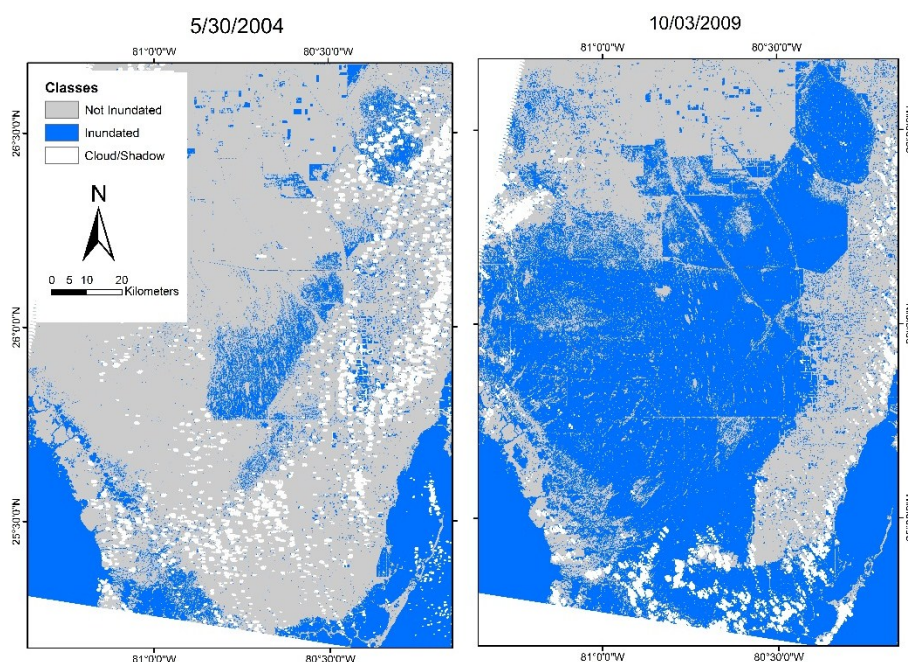 5/30/2004
81°0'0"W
80°30'0"W
Classes
Not Inundated
Inundated
Cloud/Shadow
N
0 5 10 20
Kilometers
26°30'0"N
26°0'0"N
25°30'0"N
81°0'0"W
80°30'0"W
10/03/2009
81°0'0"W
80°30'0"W
81°0'0"W
80°30'0"W